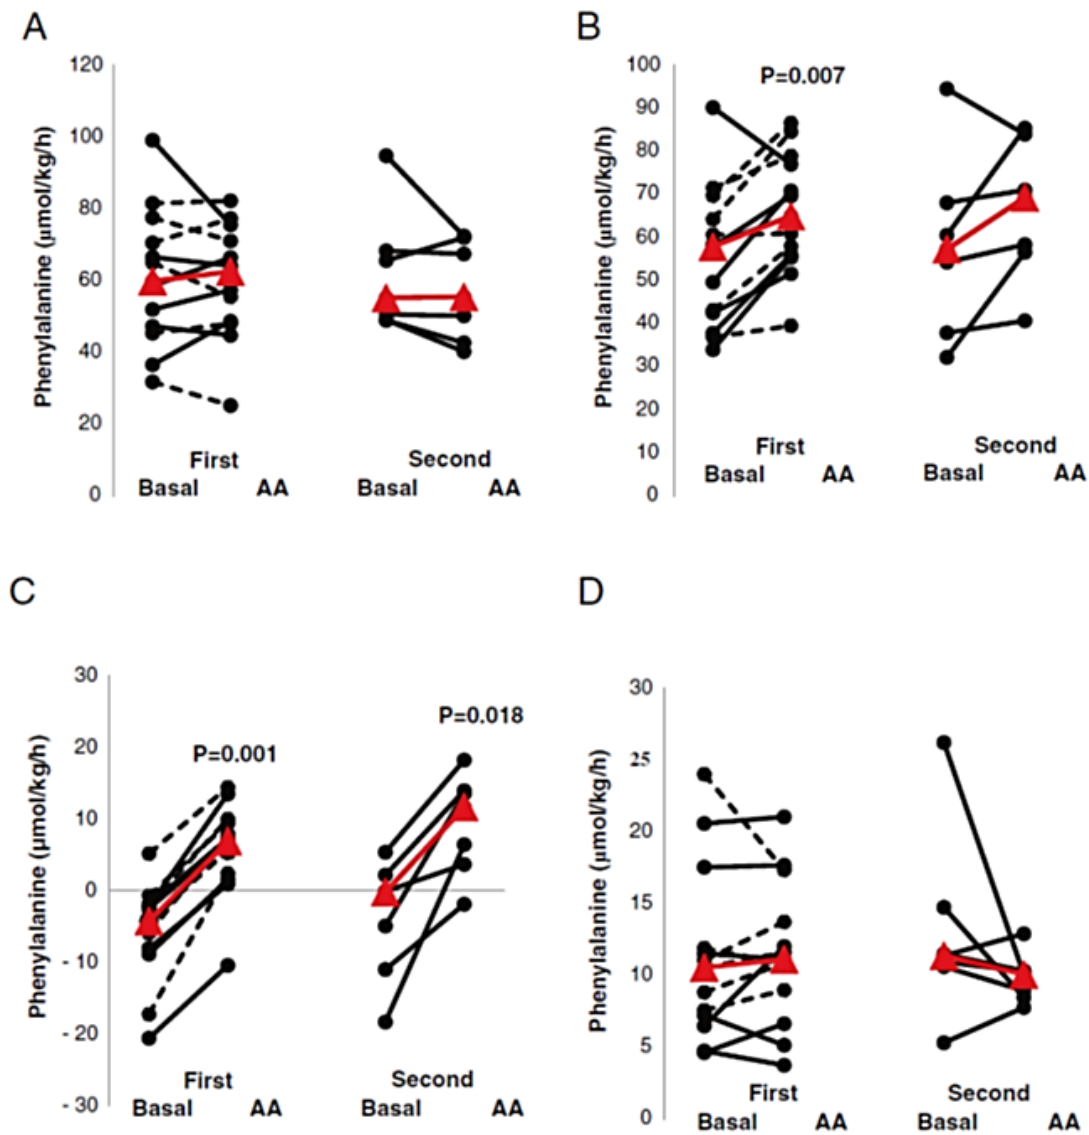 A
Phenylalanine (μmol/kg/h)
120
100
80
60
40
20
0
First
Second
Basal AA Basal AA
B
Phenylalanine (μmol/kg/h)
100
90
80
70
60
50
40
30
20
10
0
P=0.007
First
Second
Basal AA Basal AA
C
Phenylalanine (μmol/kg/h)
30
20
10
0
- 10
- 20
- 30
P=0.001
P=0.018
First
Second
Basal AA Basal AA
D
Phenylalanine (μmol/kg/h)
30
25
20
15
10
5
0
First
Second
Basal AA Basal AA